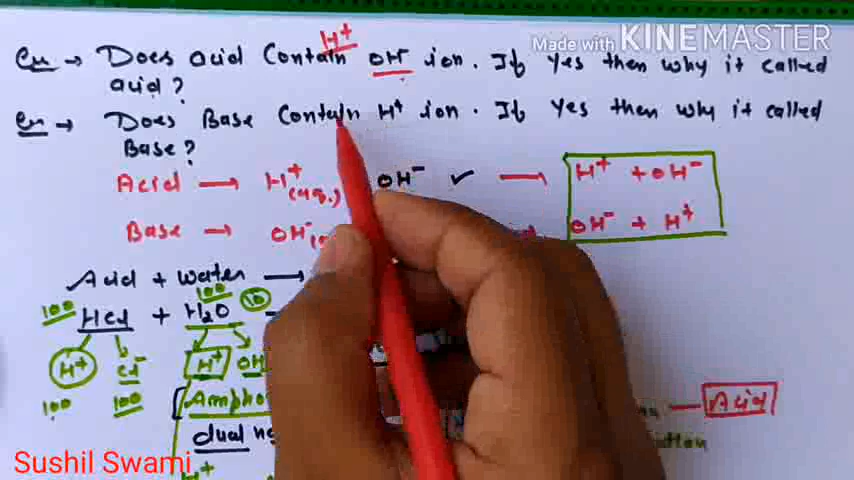 H+
Made with KINEMASTER
Qu → Does acid Contain OH- ion. If Yes then why it called
acid?
Qu → Does Base Contain H+ ion. If Yes then why it called
Base?
Acid → H+(aq.) OH- ✓ → H+ + OH-
Base → OH- OH- + H+
Acid + Water →
100 100 10
HCl + H2O
H+ Cl- H+ OH
100 100
Acid
dual
H+
Sushil Swami